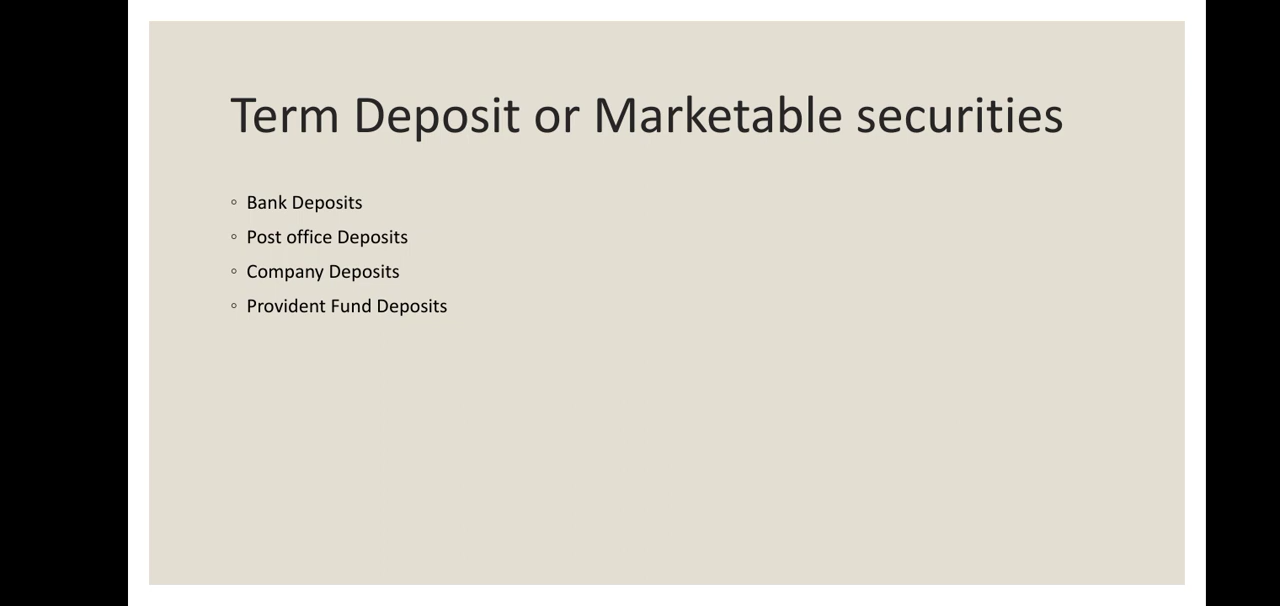 Term Deposit or Marketable securities
◦ Bank Deposits
◦ Post office Deposits
◦ Company Deposits
◦ Provident Fund Deposits